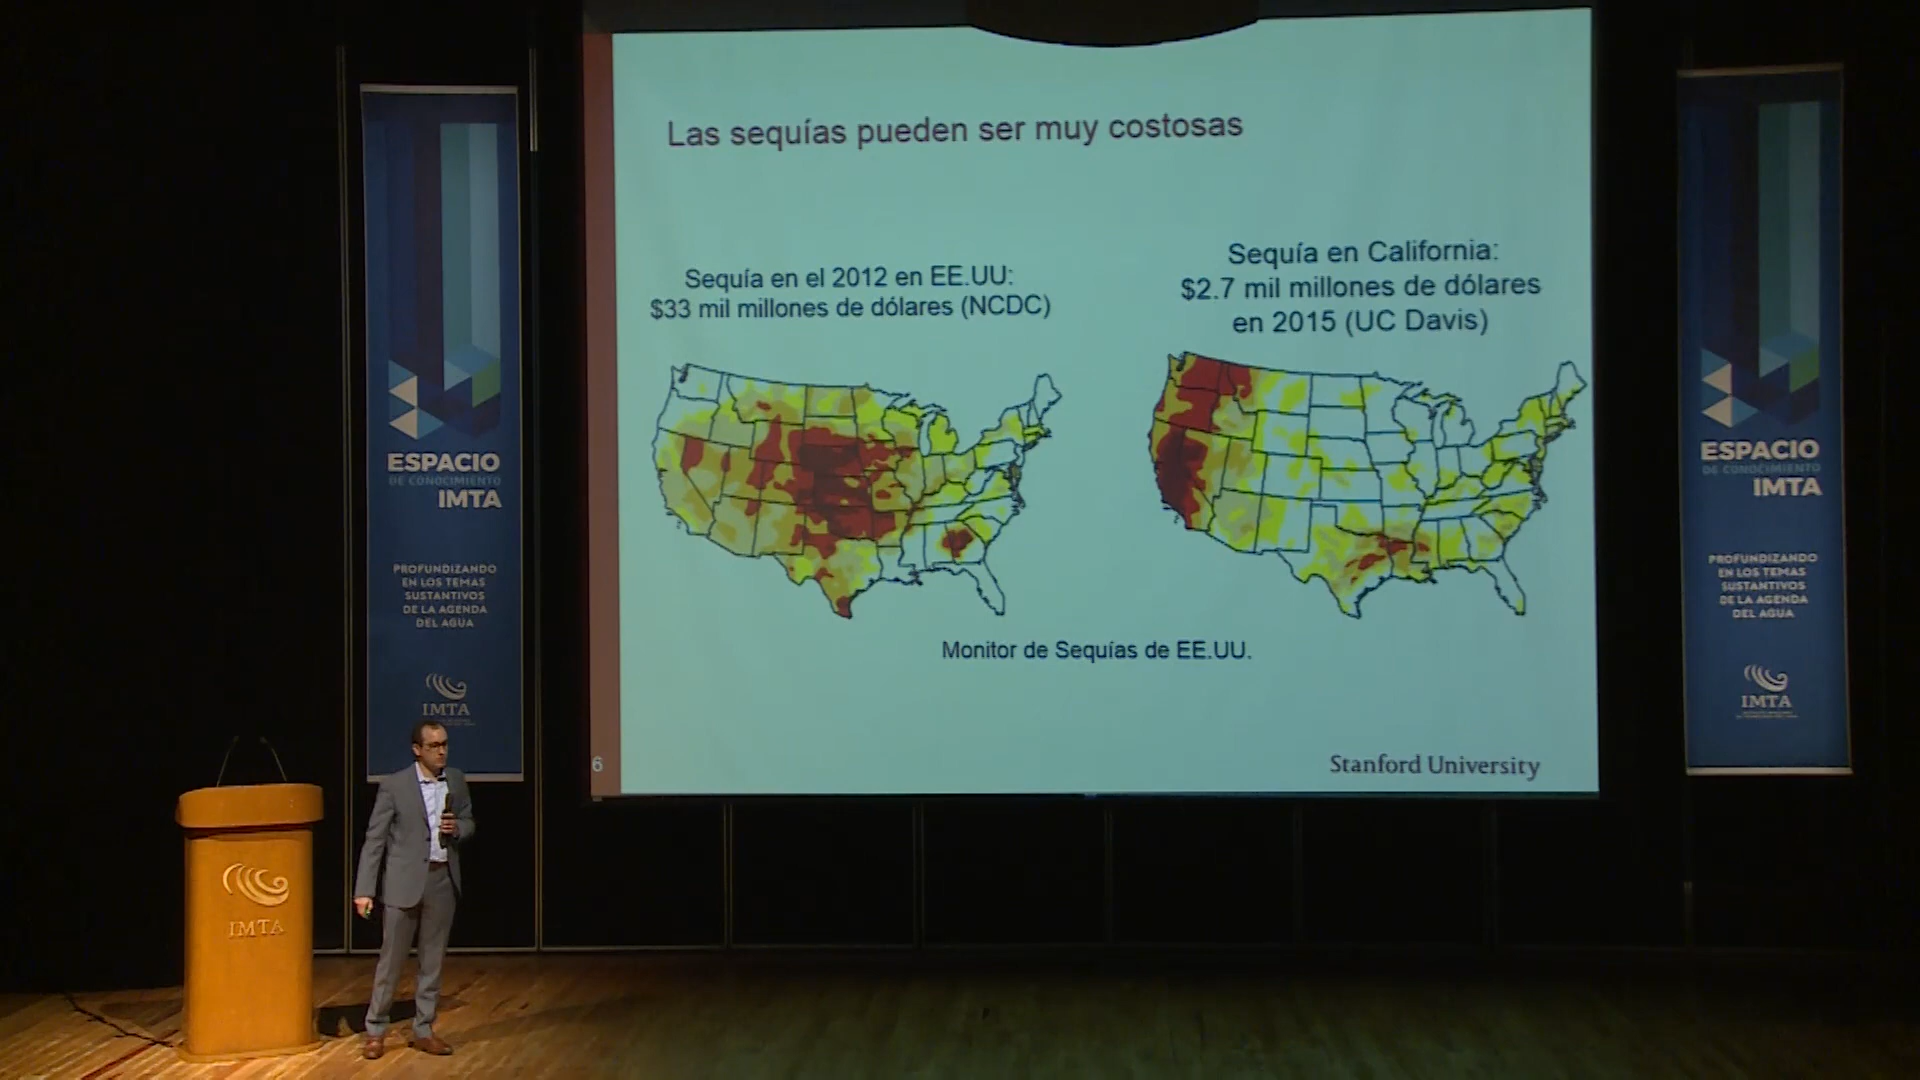 Las sequías pueden ser muy costosas
Sequía en el 2012 en EE.UU:
$33 mil millones de dólares (NCDC)
Sequía en California:
$2.7 mil millones de dólares
en 2015 (UC Davis)
Monitor de Sequías de EE.UU.
6
Stanford University
ESPACIO
DE CONOCIMIENTO
IMTA
PROFUNDIZANDO
EN LOS TEMAS
SUSTANTIVOS
DE LA AGENDA
DEL AGUA
IMTA
ESPACIO
DE CONOCIMIENTO
IMTA
PROFUNDIZANDO
EN LOS TEMAS
SUSTANTIVOS
DE LA AGENDA
DEL AGUA
IMTA
IMTA